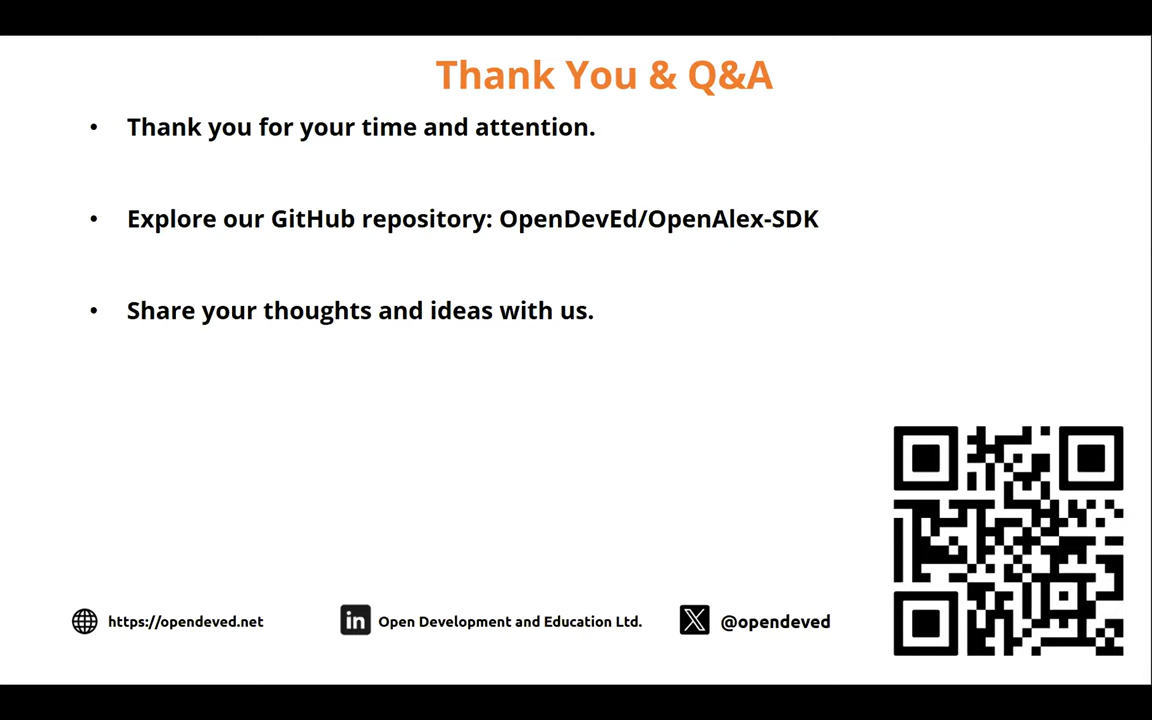 Thank You & Q&A
• Thank you for your time and attention.
• Explore our GitHub repository: OpenDevEd/OpenAlex-SDK
• Share your thoughts and ideas with us.
https://opendeved.net
in Open Development and Education Ltd.
X @opendeved